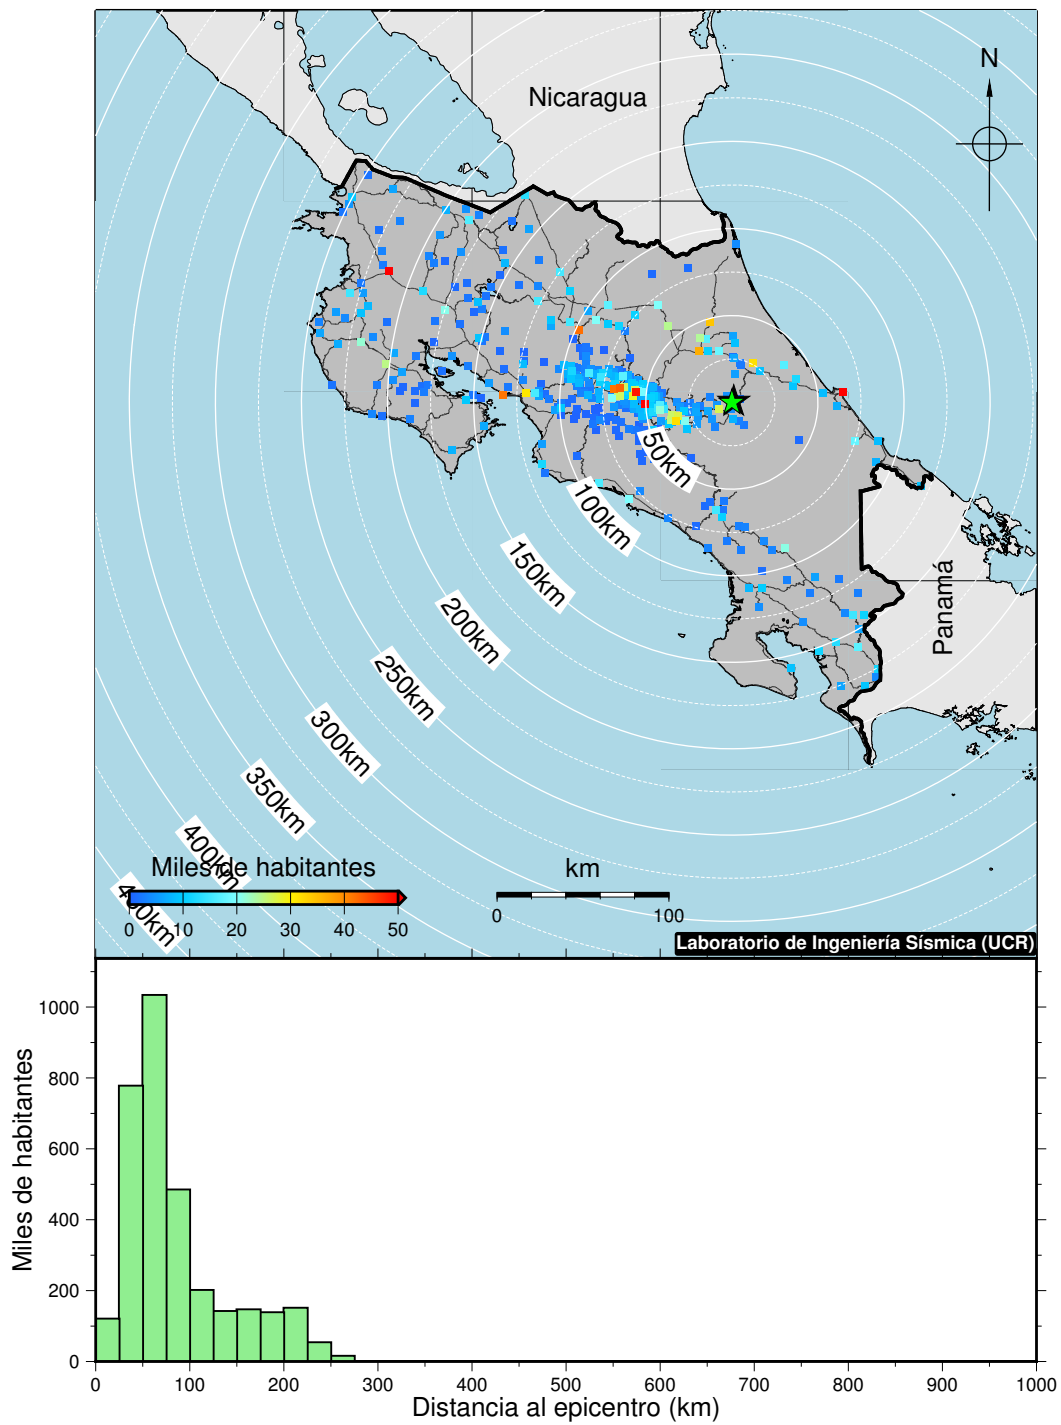 Nicaragua
N
Panamá
50km
100km
150km
200km
250km
300km
350km
400km
Miles de habitantes
0 10 20 30 40 50
km
0 100
Laboratorio de Ingeniería Sísmica (UCR)
Miles de habitantes
1000
800
600
400
200
0
0 100 200 300 400 500 600 700 800 900 1000
Distancia al epicentro (km)